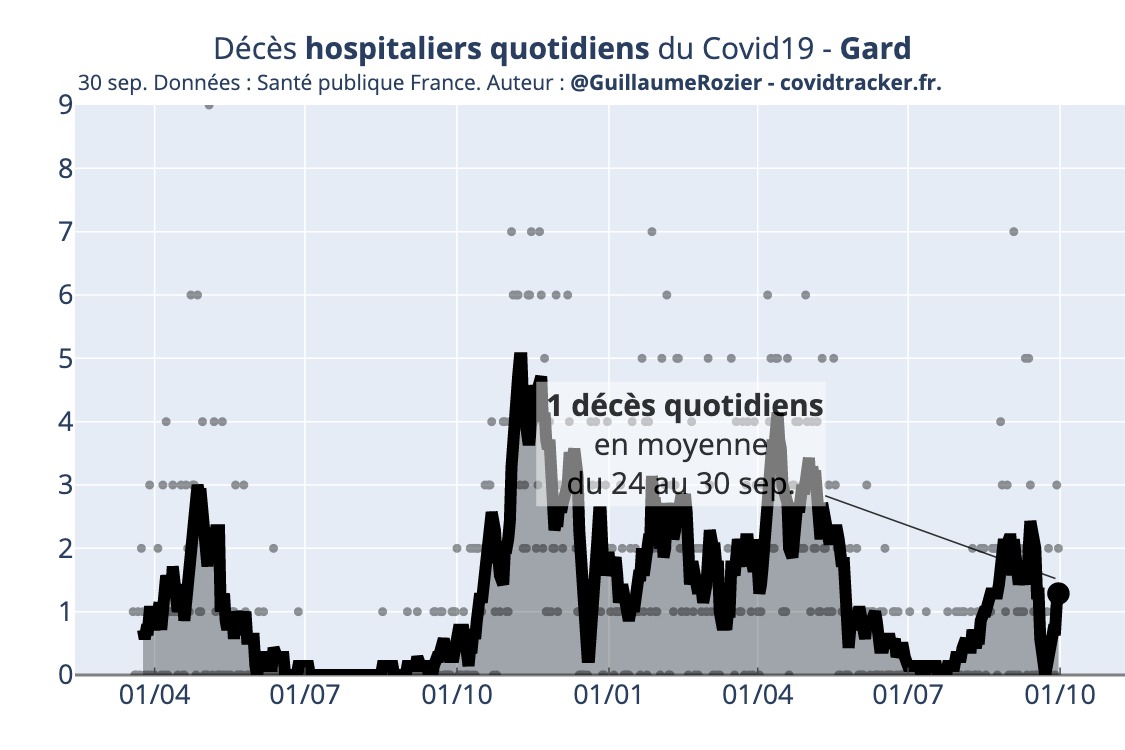 Décès hospitaliers quotidiens du Covid19 - Gard
30 sep. Données : Santé publique France. Auteur : @GuillaumeRozier - covidtracker.fr.
9
8
7
6
5
4
3
2
1
0
1 décès quotidiens
en moyenne
du 24 au 30 sep.
01/04 01/07 01/10 01/01 01/04 01/07 01/10